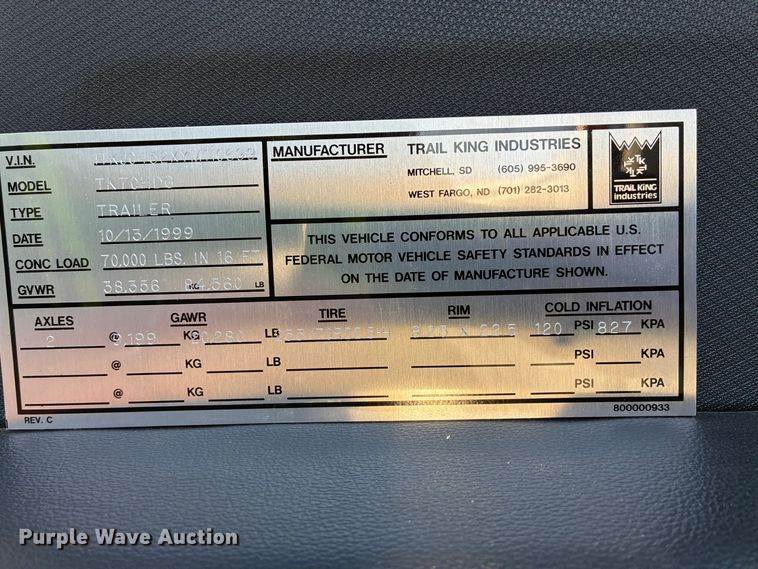 V.I.N.
MODEL
TYPE TRAILER
DATE 10/13/1999
CONC LOAD 70,000 LBS. IN 16 FT
GVWR 38,356 KG 84,560 LB
MANUFACTURER TRAIL KING INDUSTRIES
MITCHELL, SD (605) 995-3690
WEST FARGO, ND (701) 282-3013
TRAIL KING
industries
THIS VEHICLE CONFORMS TO ALL APPLICABLE U.S.
FEDERAL MOTOR VEHICLE SAFETY STANDARDS IN EFFECT
ON THE DATE OF MANUFACTURE SHOWN.
AXLES GAWR TIRE RIM COLD INFLATION
2 @ KG LB X 22.5 120 PSI 827 KPA
@ KG LB PSI KPA
@ KG LB PSI KPA
REV. C 800000933
Purple Wave Auction